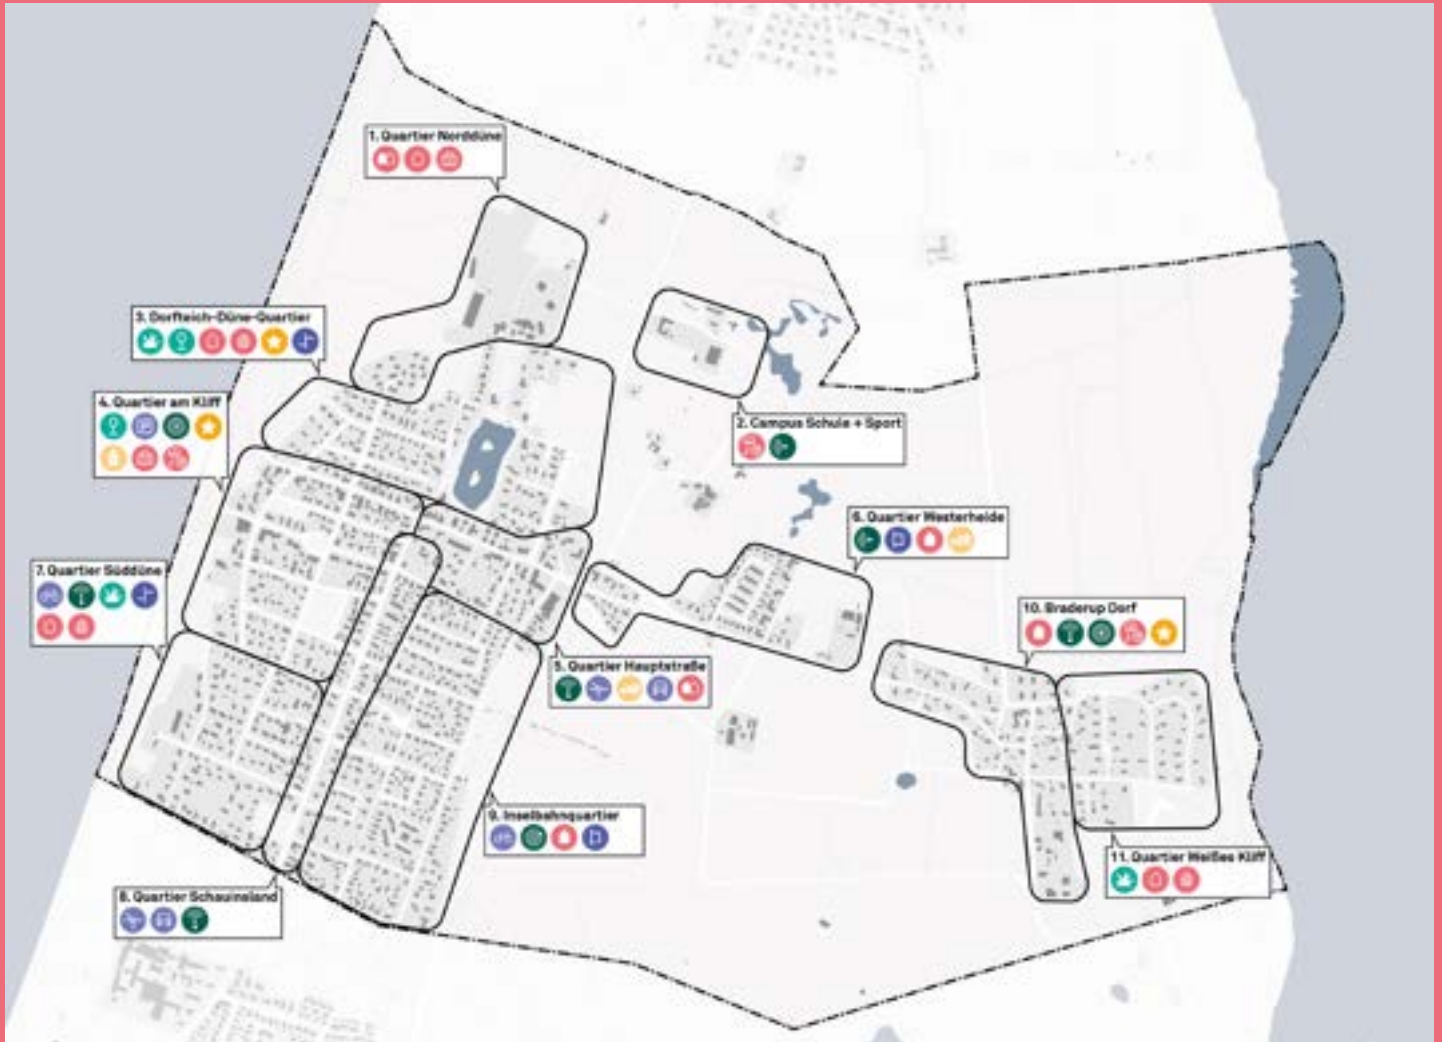 1. Quartier Norddüne
3. Dorfteich-Düne-Quartier
4. Quartier am Kliff
2. Campus Schule + Sport
6. Quartier Westerheide
7. Quartier Süddüne
10. Braderup Dorf
5. Quartier Hauptstraße
9. Inselbahnquartier
11. Quartier Weißes Kliff
8. Quartier Schauinsland